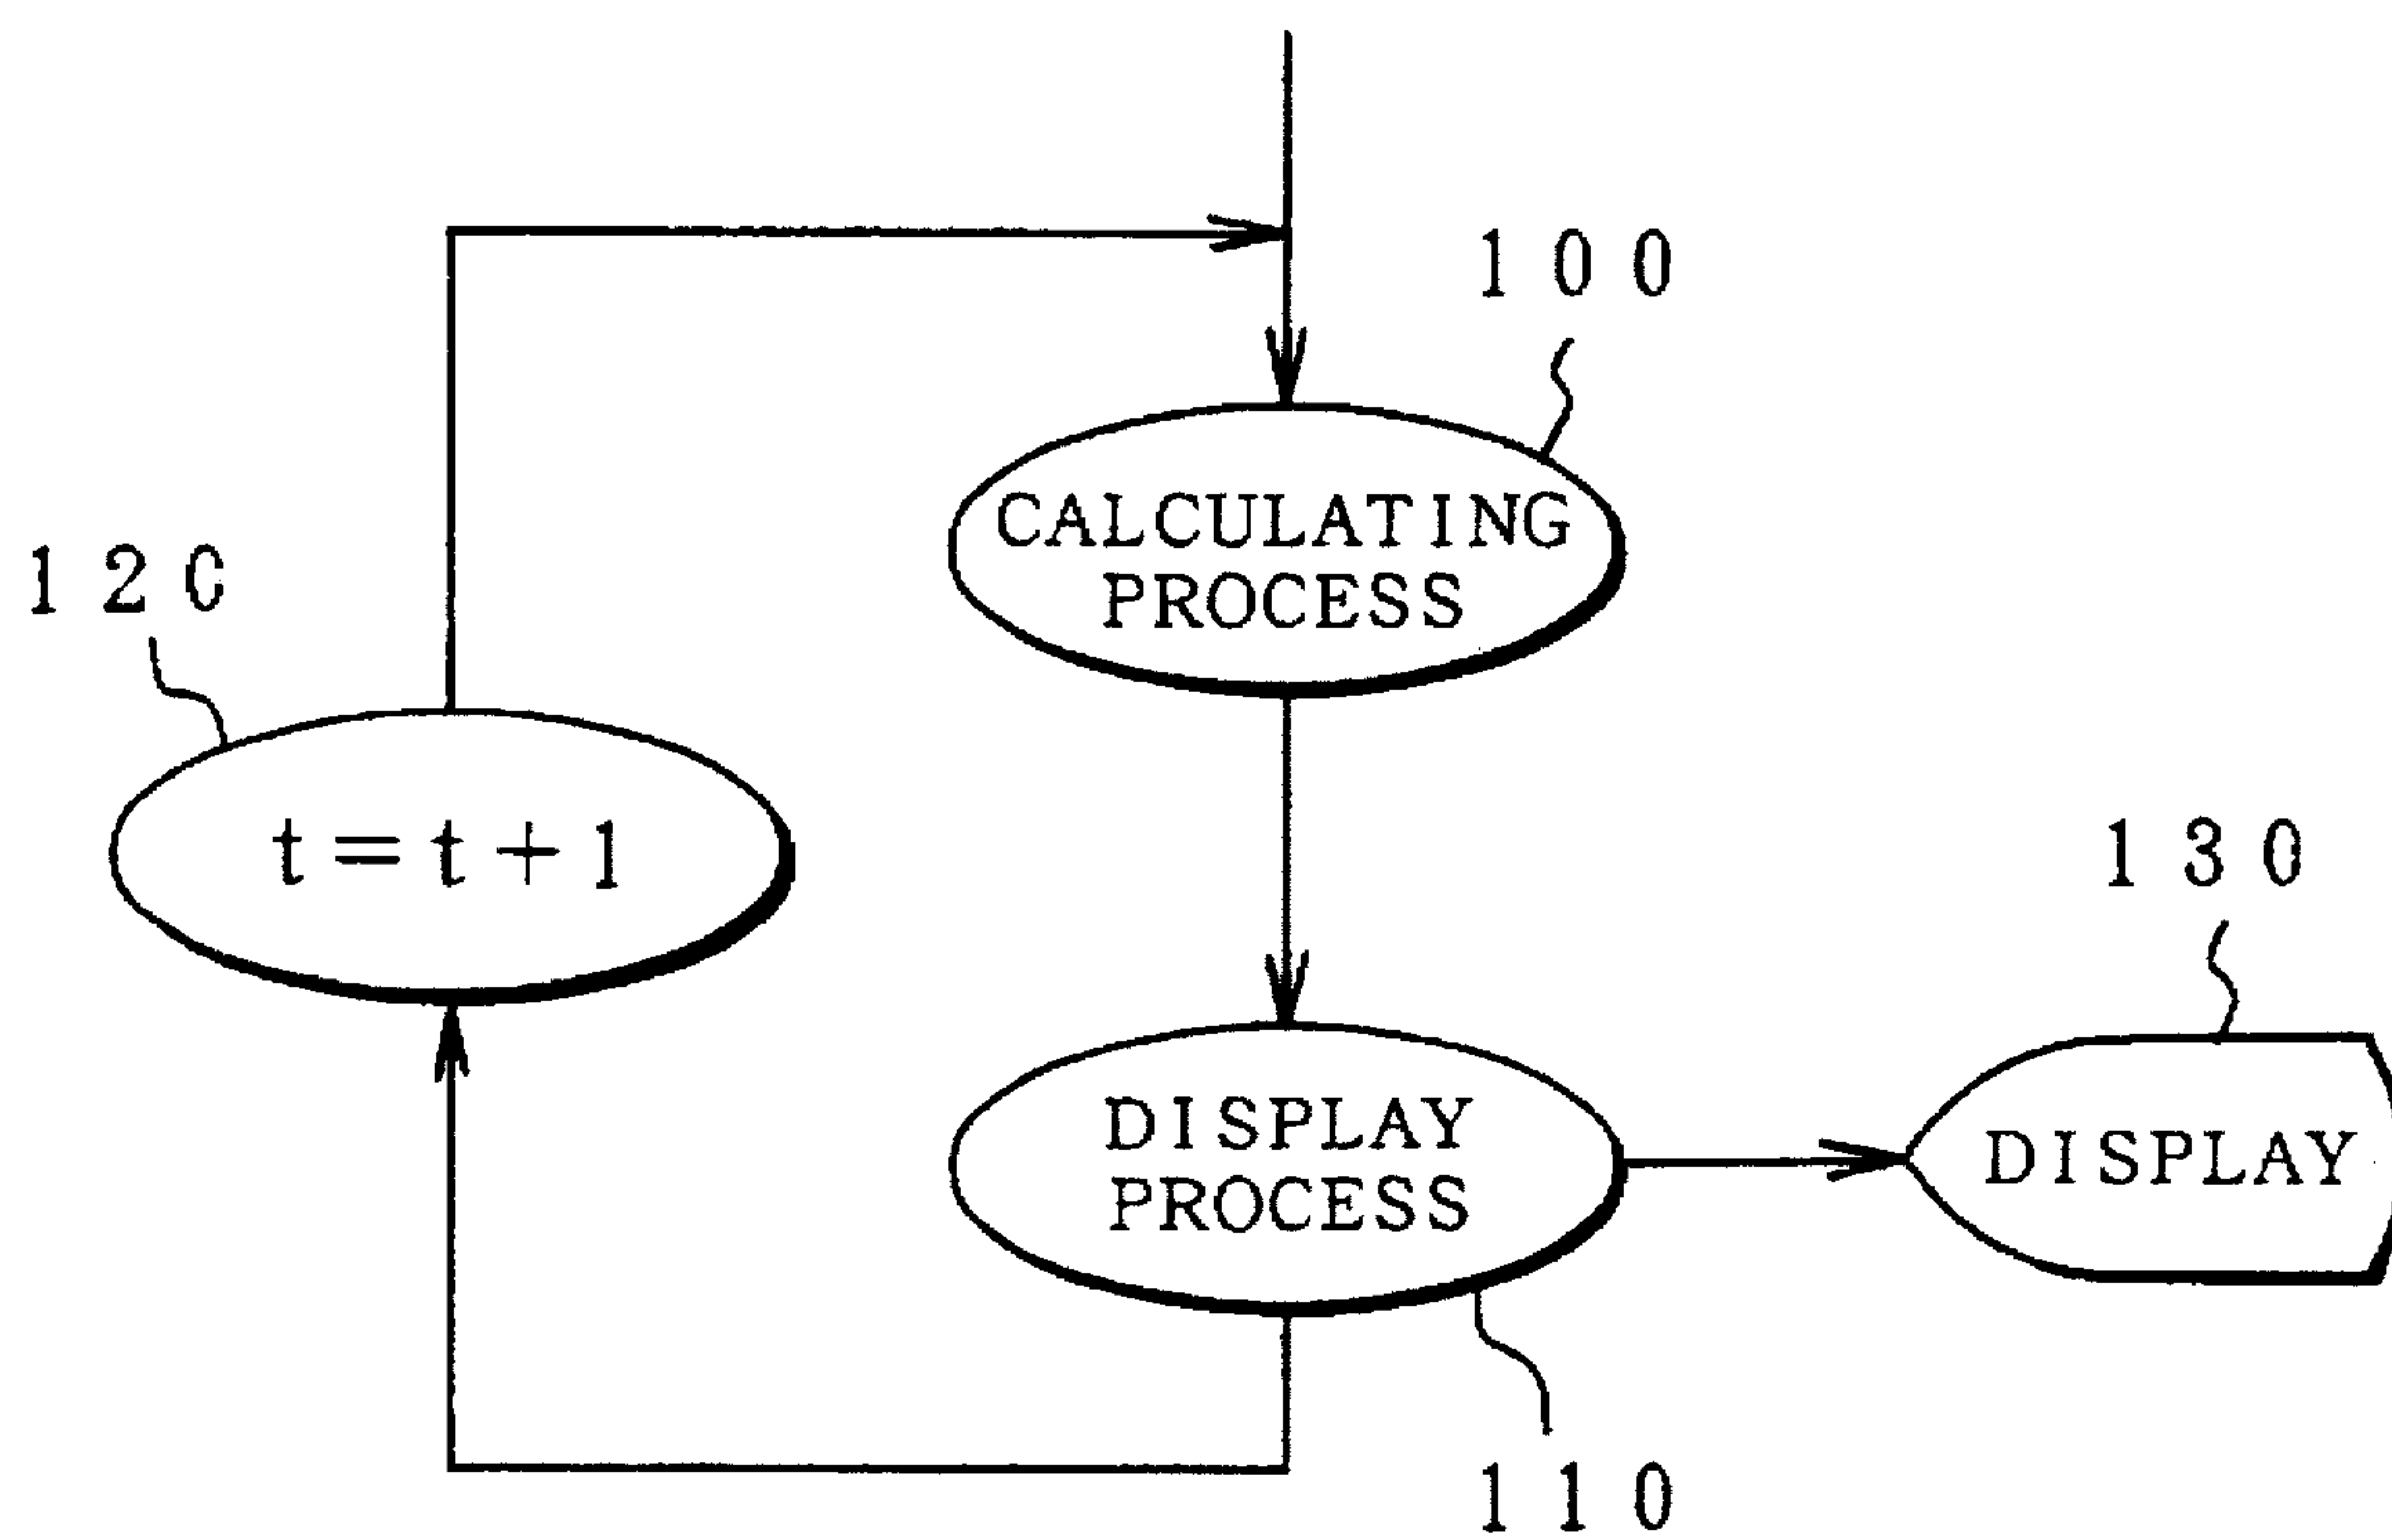 100
CALCULATING
PROCESS
120
t=t+1
130
DISPLAY
PROCESS
DISPLAY
110